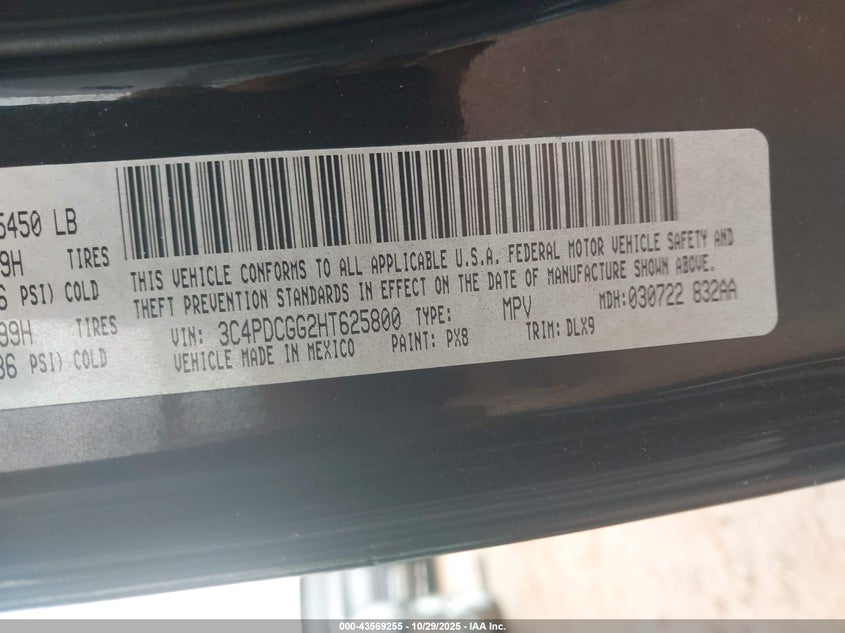 5450 LB
9H TIRES
6 PSI) COLD
99H TIRES
36 PSI) COLD
THIS VEHICLE CONFORMS TO ALL APPLICABLE U.S.A. FEDERAL MOTOR VEHICLE SAFETY AND
THEFT PREVENTION STANDARDS IN EFFECT ON THE DATE OF MANUFACTURE SHOWN ABOVE.
VIN: 3C4PDCGG2HT625800 TYPE: MPV MDH:030722 832AA
VEHICLE MADE IN MEXICO PAINT: PX8 TRIM: DLX9
000-43569255 - 10/29/2025 - IAA Inc.